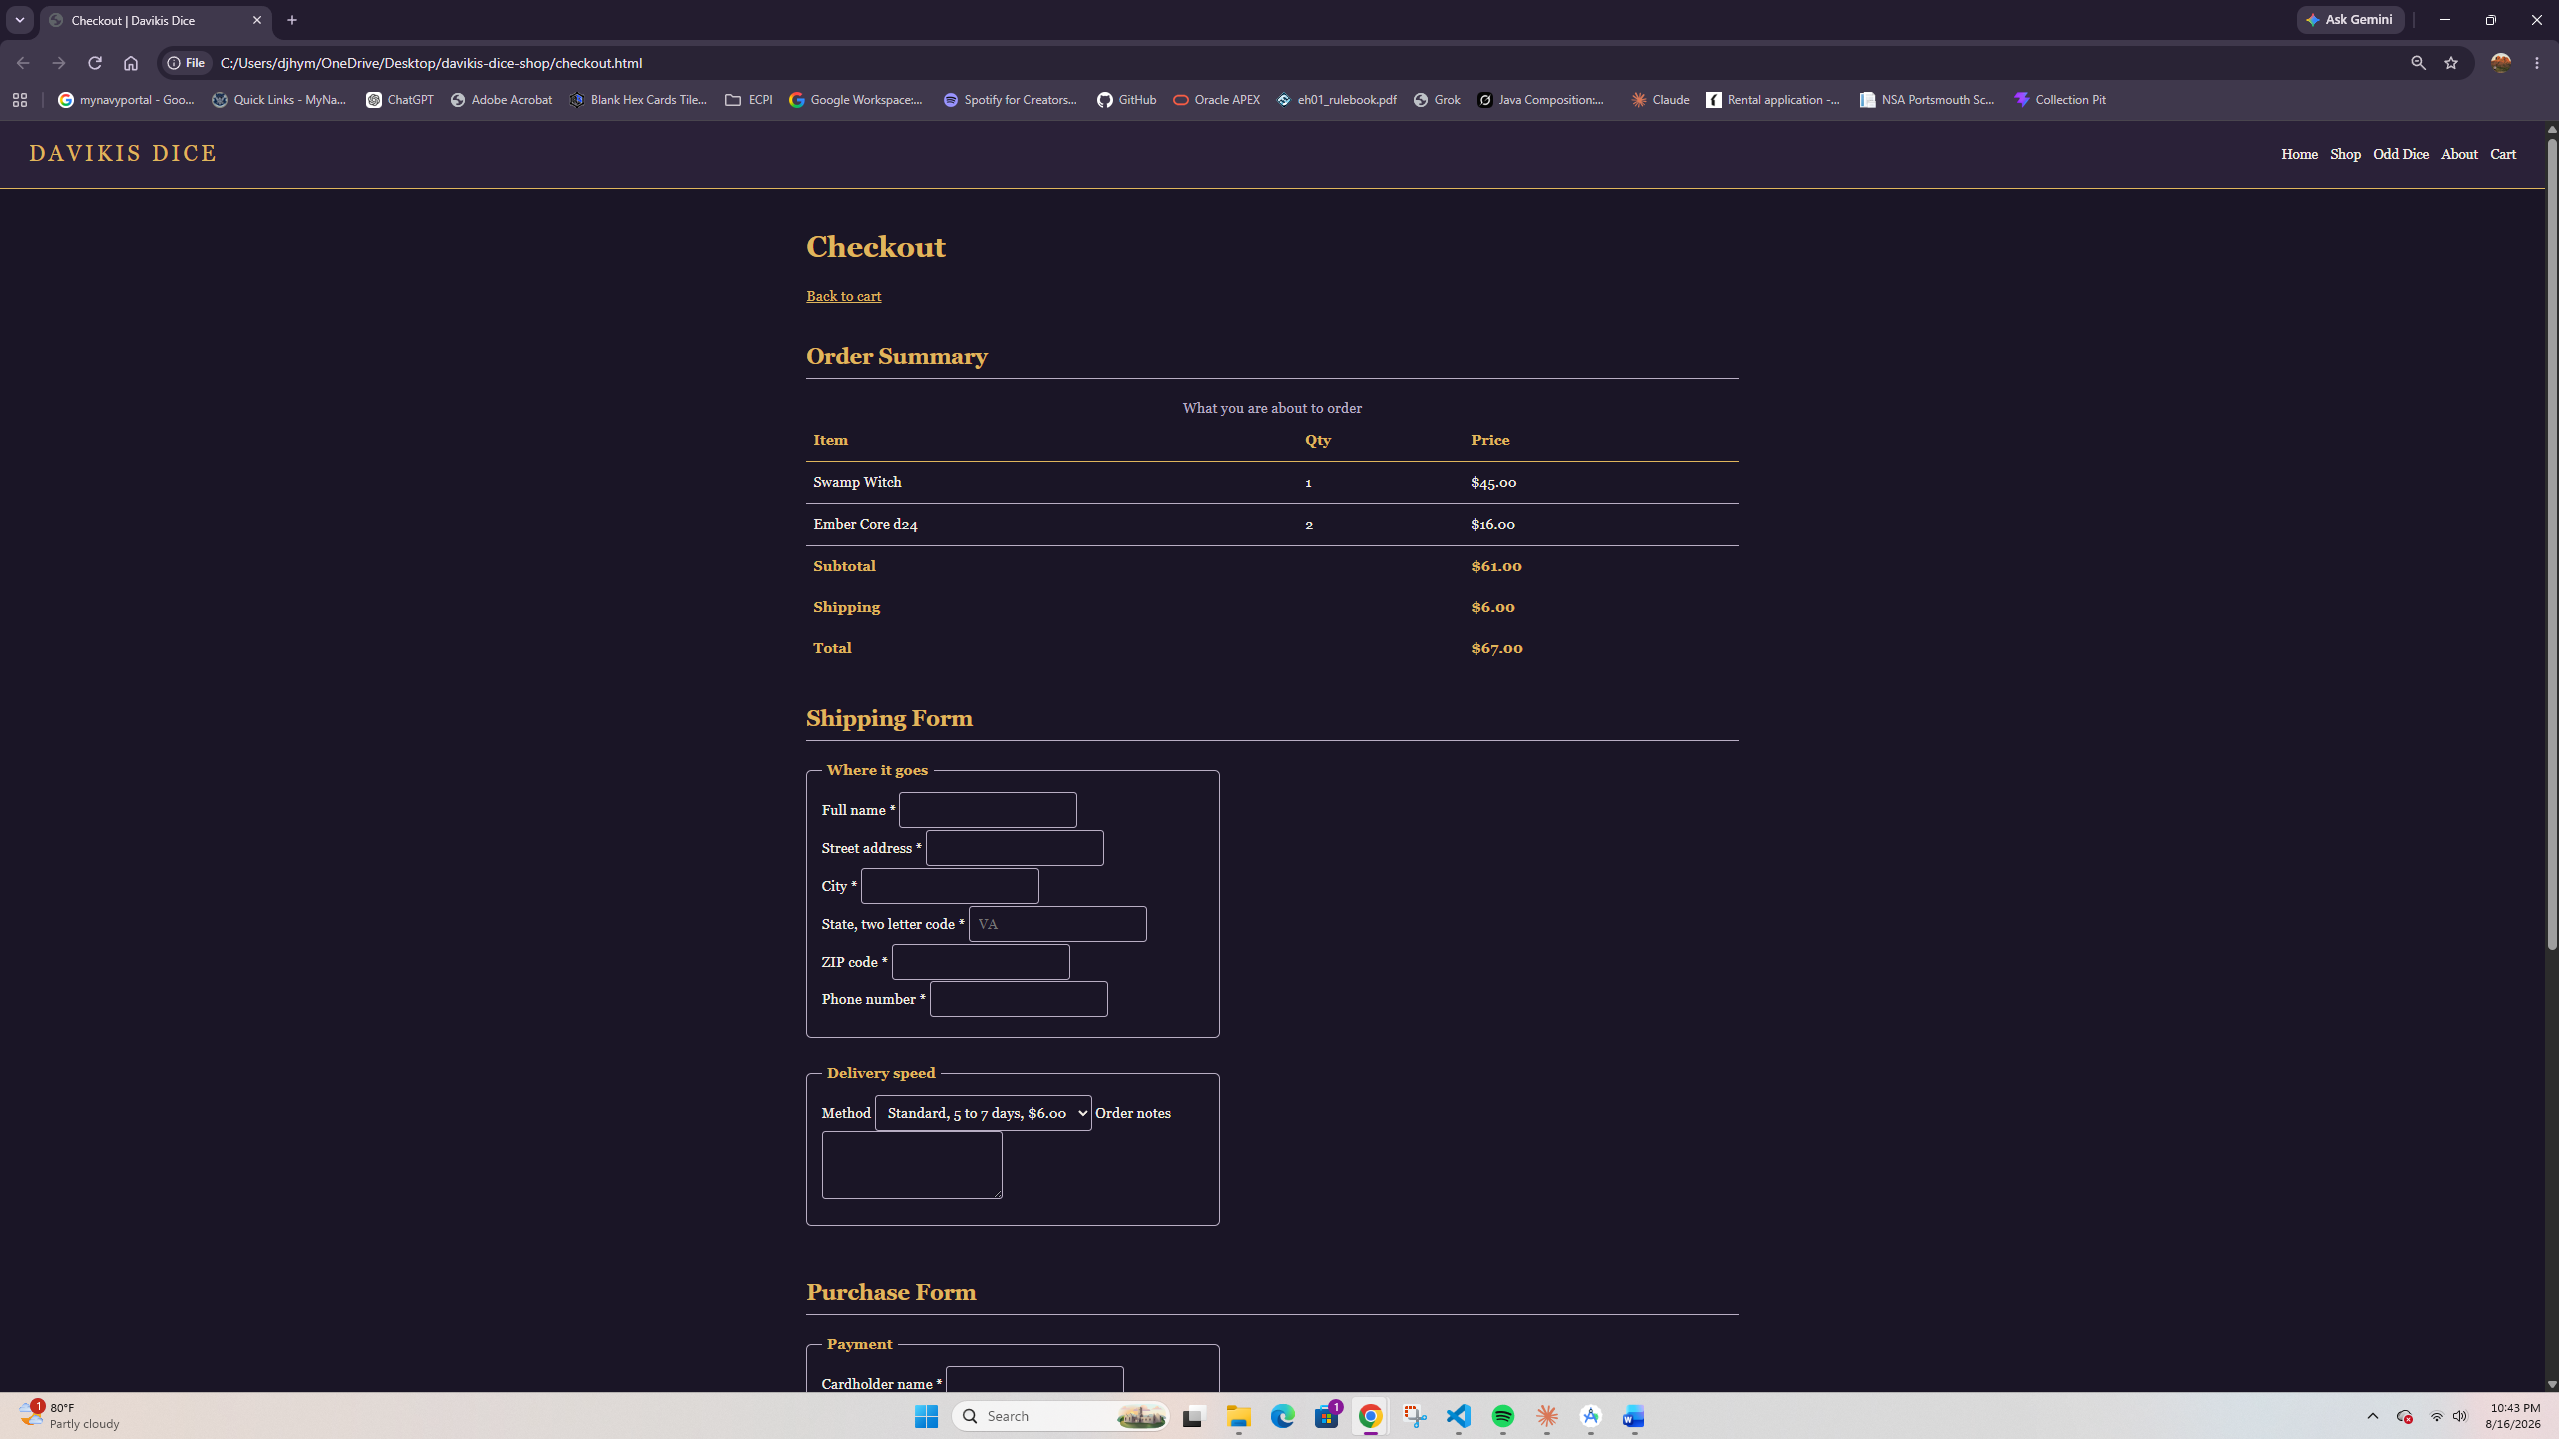 Checkout | Davikis Dice
Ask Gemini
File C:/Users/djhym/OneDrive/Desktop/davikis-dice-shop/checkout.html
mynavyportal - Goo... Quick Links - MyNa... ChatGPT Adobe Acrobat Blank Hex Cards Tile... ECPI Google Workspace:... Spotify for Creators... GitHub Oracle APEX eh01_rulebook.pdf Grok Java Composition:... Claude Rental application -... NSA Portsmouth Sc... Collection Pit
DAVIKIS DICE
Home Shop Odd Dice About Cart
Checkout
Back to cart
Order Summary
What you are about to order
Item Qty Price
Swamp Witch 1 $45.00
Ember Core d24 2 $16.00
Subtotal $61.00
Shipping $6.00
Total $67.00
Shipping Form
Where it goes
Full name *
Street address *
City *
State, two letter code * VA
ZIP code *
Phone number *
Delivery speed
Method Standard, 5 to 7 days, $6.00 Order notes
Purchase Form
Payment
Cardholder name *
1
80°F
Partly cloudy
Search
1
10:43 PM
8/16/2026